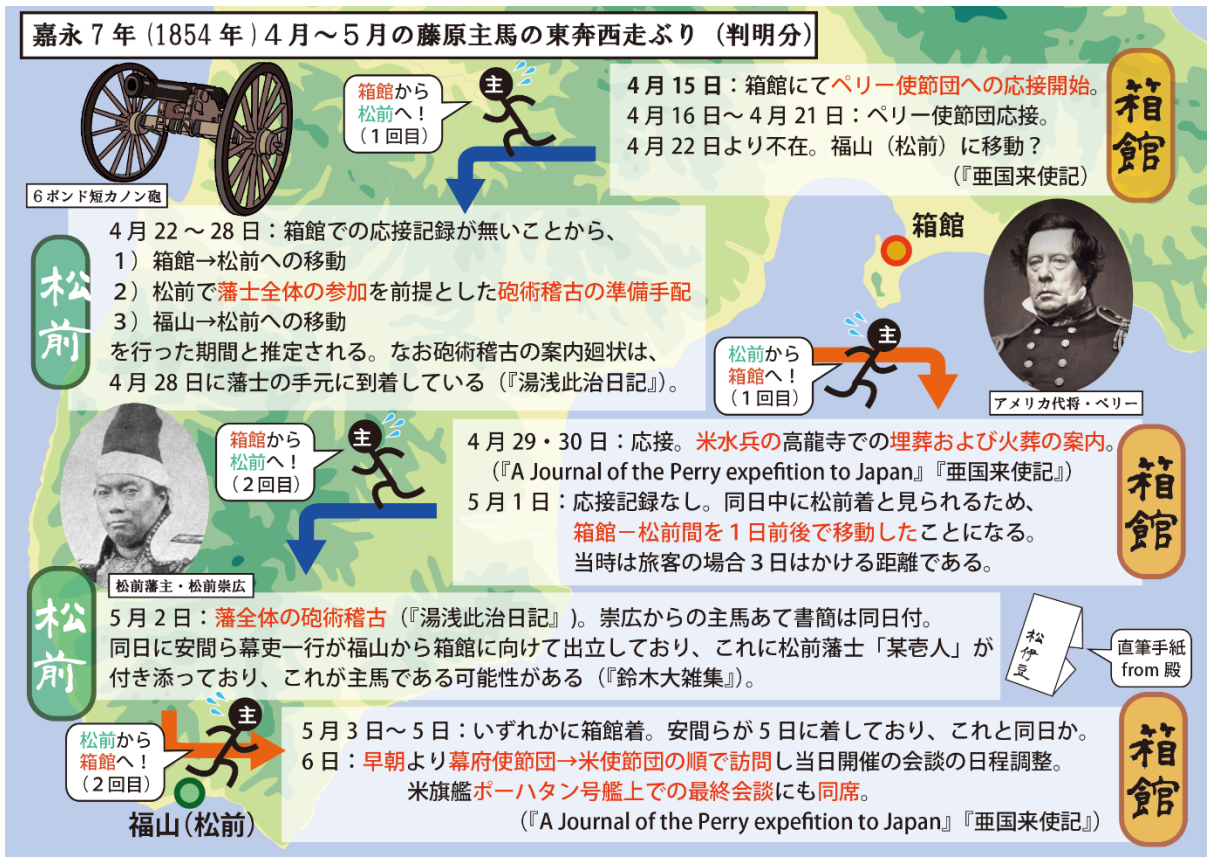 嘉永7年(1854年)4月～5月の藤原主馬の東奔西走ぶり（判明分）
6ポンド短カノン砲
箱館から
松前へ！
（1回目）
主
4月15日：箱館にてペリー使節団への応接開始。
4月16日～4月21日：ペリー使節団応接。
4月22日より不在。福山（松前）に移動？
（『亜国来使記』）
箱館
箱館
松前
4月22～28日：箱館での応接記録が無いことから、
1）箱館→松前への移動
2）松前で藩士全体の参加を前提とした砲術稽古の準備手配
3）福山→松前への移動
を行った期間と推定される。なお砲術稽古の案内廻状は、
4月28日に藩士の手元に到着している（『湯浅此治日記』）。
松前から
箱館へ！
（1回目）
主
アメリカ代将・ペリー
箱館から
松前へ！
（2回目）
主
松前藩主・松前崇広
4月29・30日：応接。米水兵の高龍寺での埋葬および火葬の案内。
（『A Journal of the Perry expefition to Japan』『亜国来使記』）
5月1日：応接記録なし。同日中に松前着と見られるため、
箱館－松前間を1日前後で移動したことになる。
当時は旅客の場合3日はかける距離である。
箱館
松前
5月2日：藩全体の砲術稽古（『湯浅此治日記』）。崇広からの主馬あて書簡は同日付。
同日に安間ら幕吏一行が福山から箱館に向けて出立しており、これに松前藩士「某壱人」が
付き添っており、これが主馬である可能性がある（『鈴木大雑集』）。
松伊豆
直筆手紙
from 殿
松前から
箱館へ！
（2回目）
主
福山（松前）
5月3日～5日：いずれかに箱館着。安間らが5日に着しており、これと同日か。
6日：早朝より幕府使節団→米使節団の順で訪問し当日開催の会談の日程調整。
米旗艦ポーハタン号艦上での最終会談にも同席。
（『A Journal of the Perry expefition to Japan』『亜国来使記』）
箱館